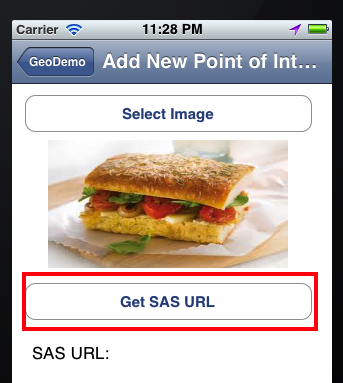 Carrier 11:28 PM
GeoDemo Add New Point of Int...
Select Image
Get SAS URL
SAS URL: